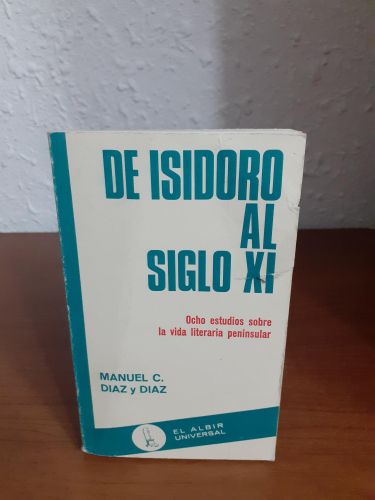 DE ISIDORO
AL
SIGLO XI
Ocho estudios sobre
la vida literaria peninsular
MANUEL C.
DIAZ y DIAZ
EL ALBIR
UNIVERSAL